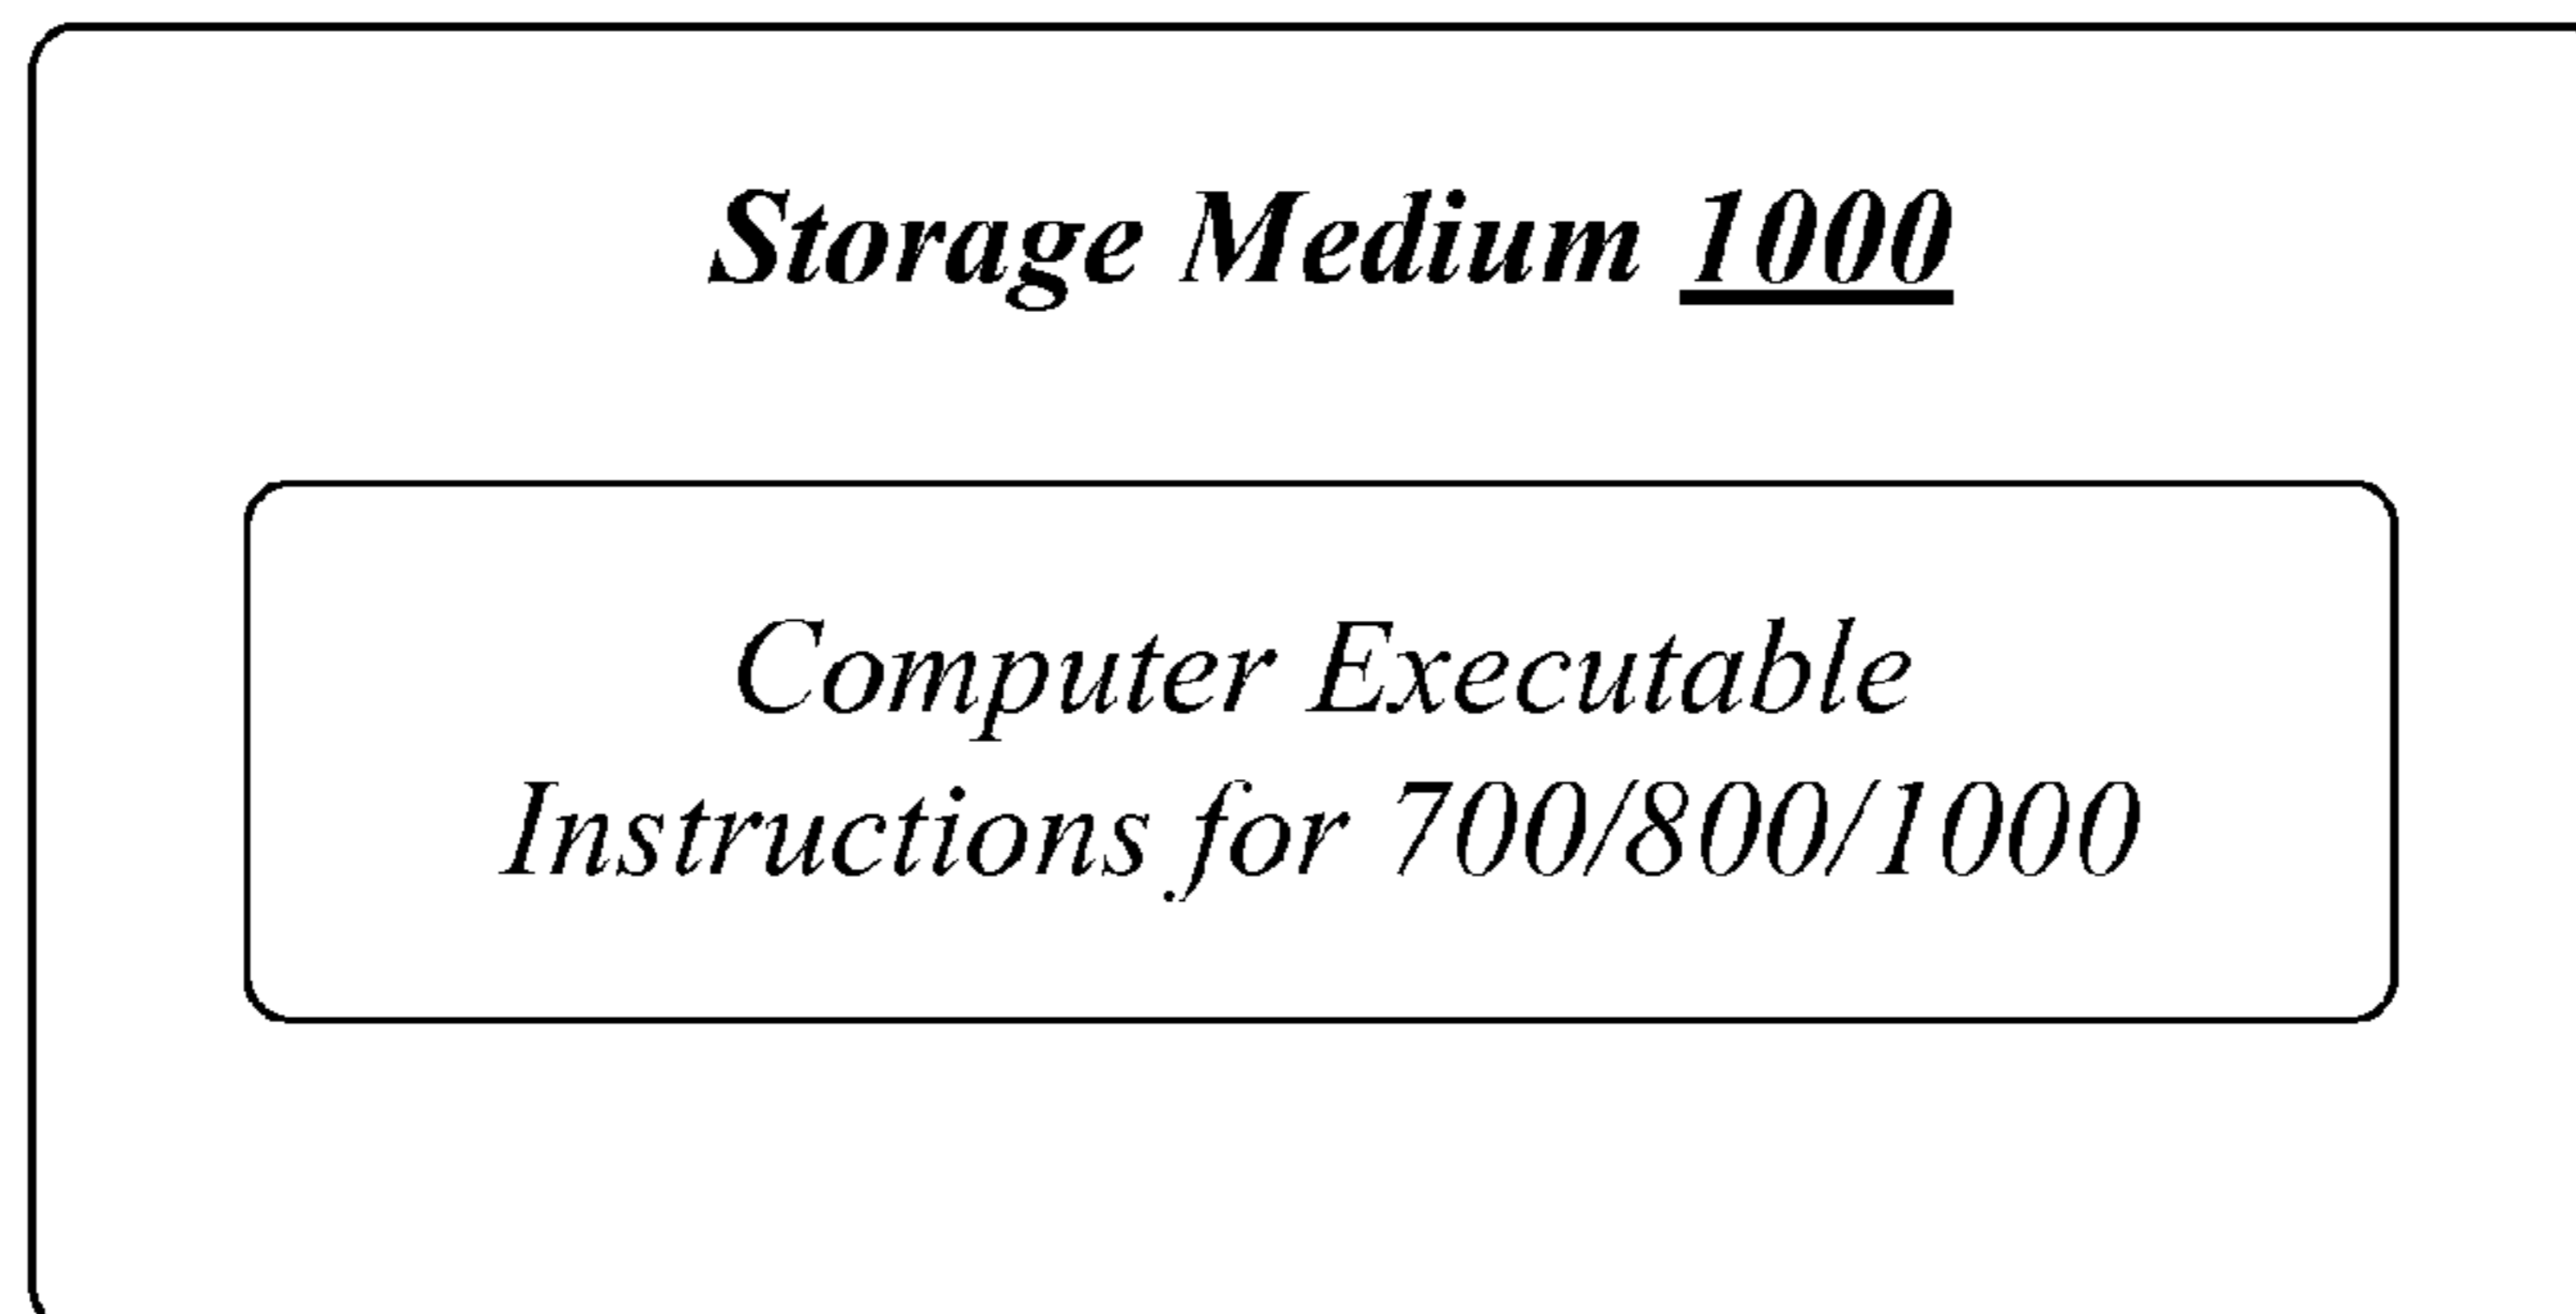 Storage Medium 1000
Computer Executable
Instructions for 700/800/1000